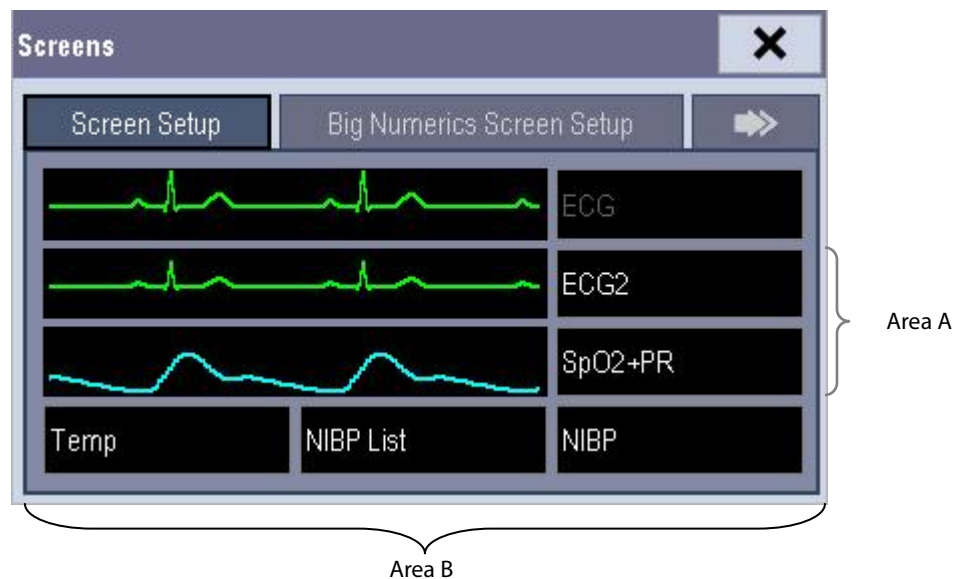 Screens
Screen Setup Big Numerics Screen Setup
ECG
ECG2
Area A
SpO2+PR
Temp NIBP List NIBP
Area B